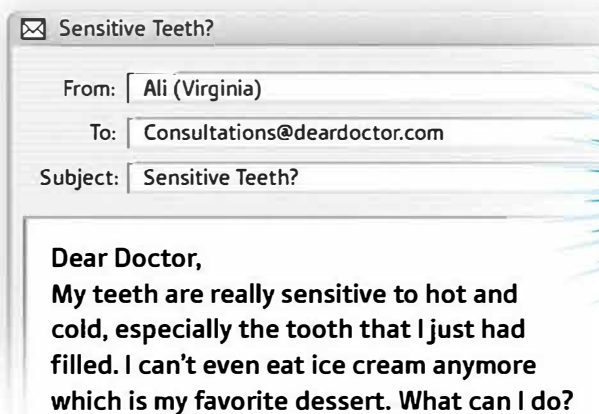 Sensitive Teeth?
From: Ali (Virginia)
To: Consultations@deardoctor.com
Subject: Sensitive Teeth?
Dear Doctor,
My teeth are really sensitive to hot and
cold, especially the tooth that I just had
filled. I can't even eat ice cream anymore
which is my favorite dessert. What can I do?